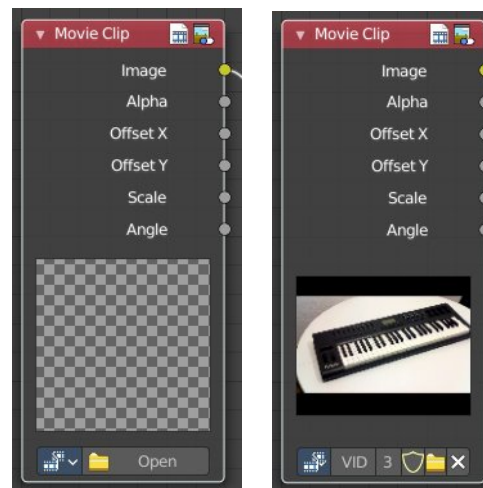 Movie Clip
Image
Alpha
Offset X
Offset Y
Scale
Angle
Open
Movie Clip
Image
Alpha
Offset X
Offset Y
Scale
Angle
VID 3